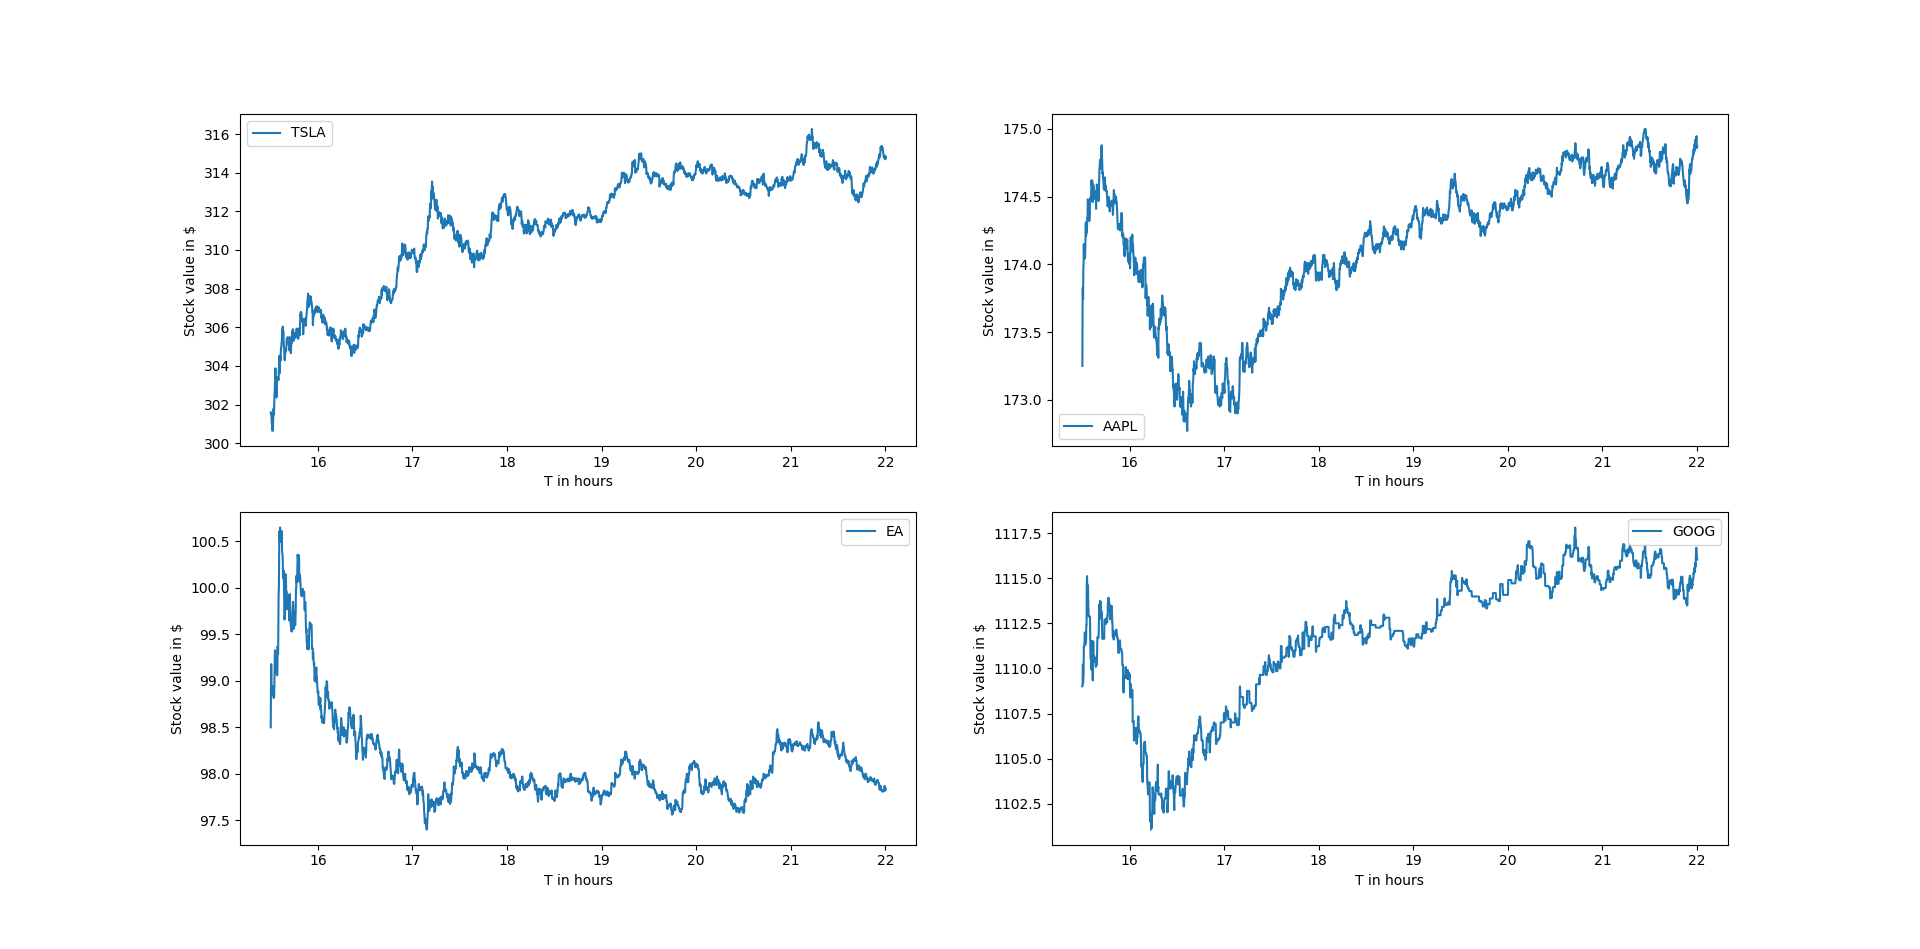 TSLA
316
314
312
310
308
306
304
302
300
Stock value in $
16 17 18 19 20 21 22
T in hours
175.0
174.5
174.0
173.5
173.0
Stock value in $
AAPL
16 17 18 19 20 21 22
T in hours
EA
100.5
100.0
99.5
99.0
98.5
98.0
97.5
Stock value in $
16 17 18 19 20 21 22
T in hours
GOOG
1117.5
1115.0
1112.5
1110.0
1107.5
1105.0
1102.5
Stock value in $
16 17 18 19 20 21 22
T in hours